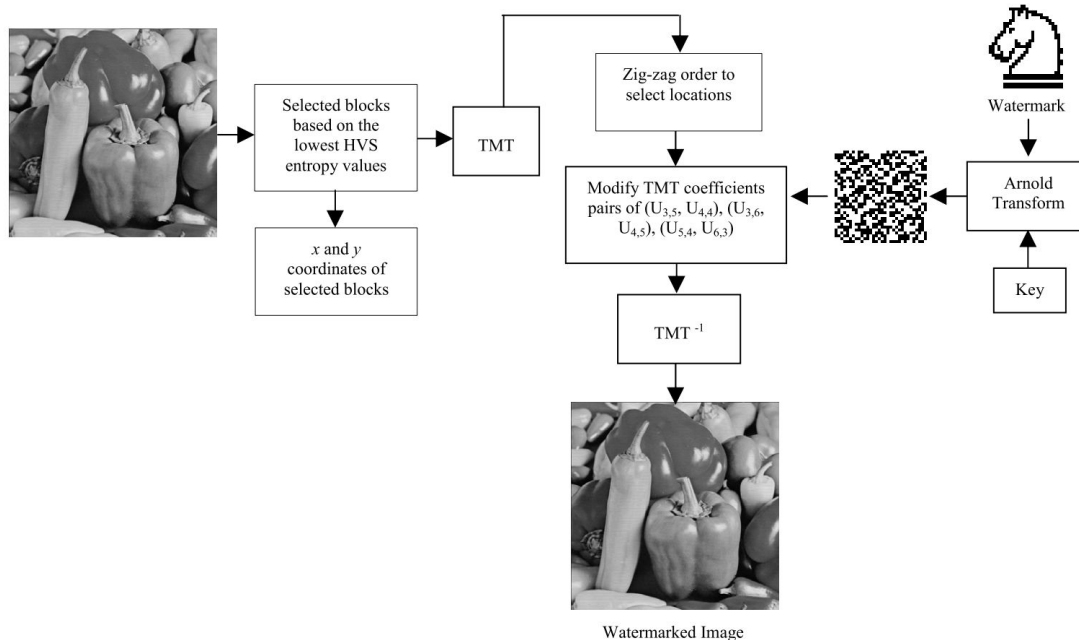 Selected blocks
based on the
lowest HVS
entropy values
TMT
Zig-zag order to
select locations
Watermark
Modify TMT coefficients
pairs of (U3,5, U4,4), (U3,6,
U4,5), (U5,4, U6,3)
Arnold
Transform
x and y
coordinates of
selected blocks
Key
TMT -1
Watermarked Image